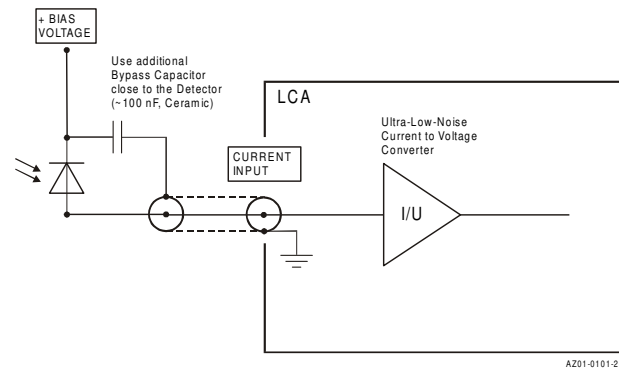 + BIAS
VOLTAGE
Use additional
Bypass Capacitor
close to the Detector
(~100 nF, Ceramic)
LCA
CURRENT
INPUT
Ultra-Low-Noise
Current to Voltage
Converter
I/U
AZ01-0101-2